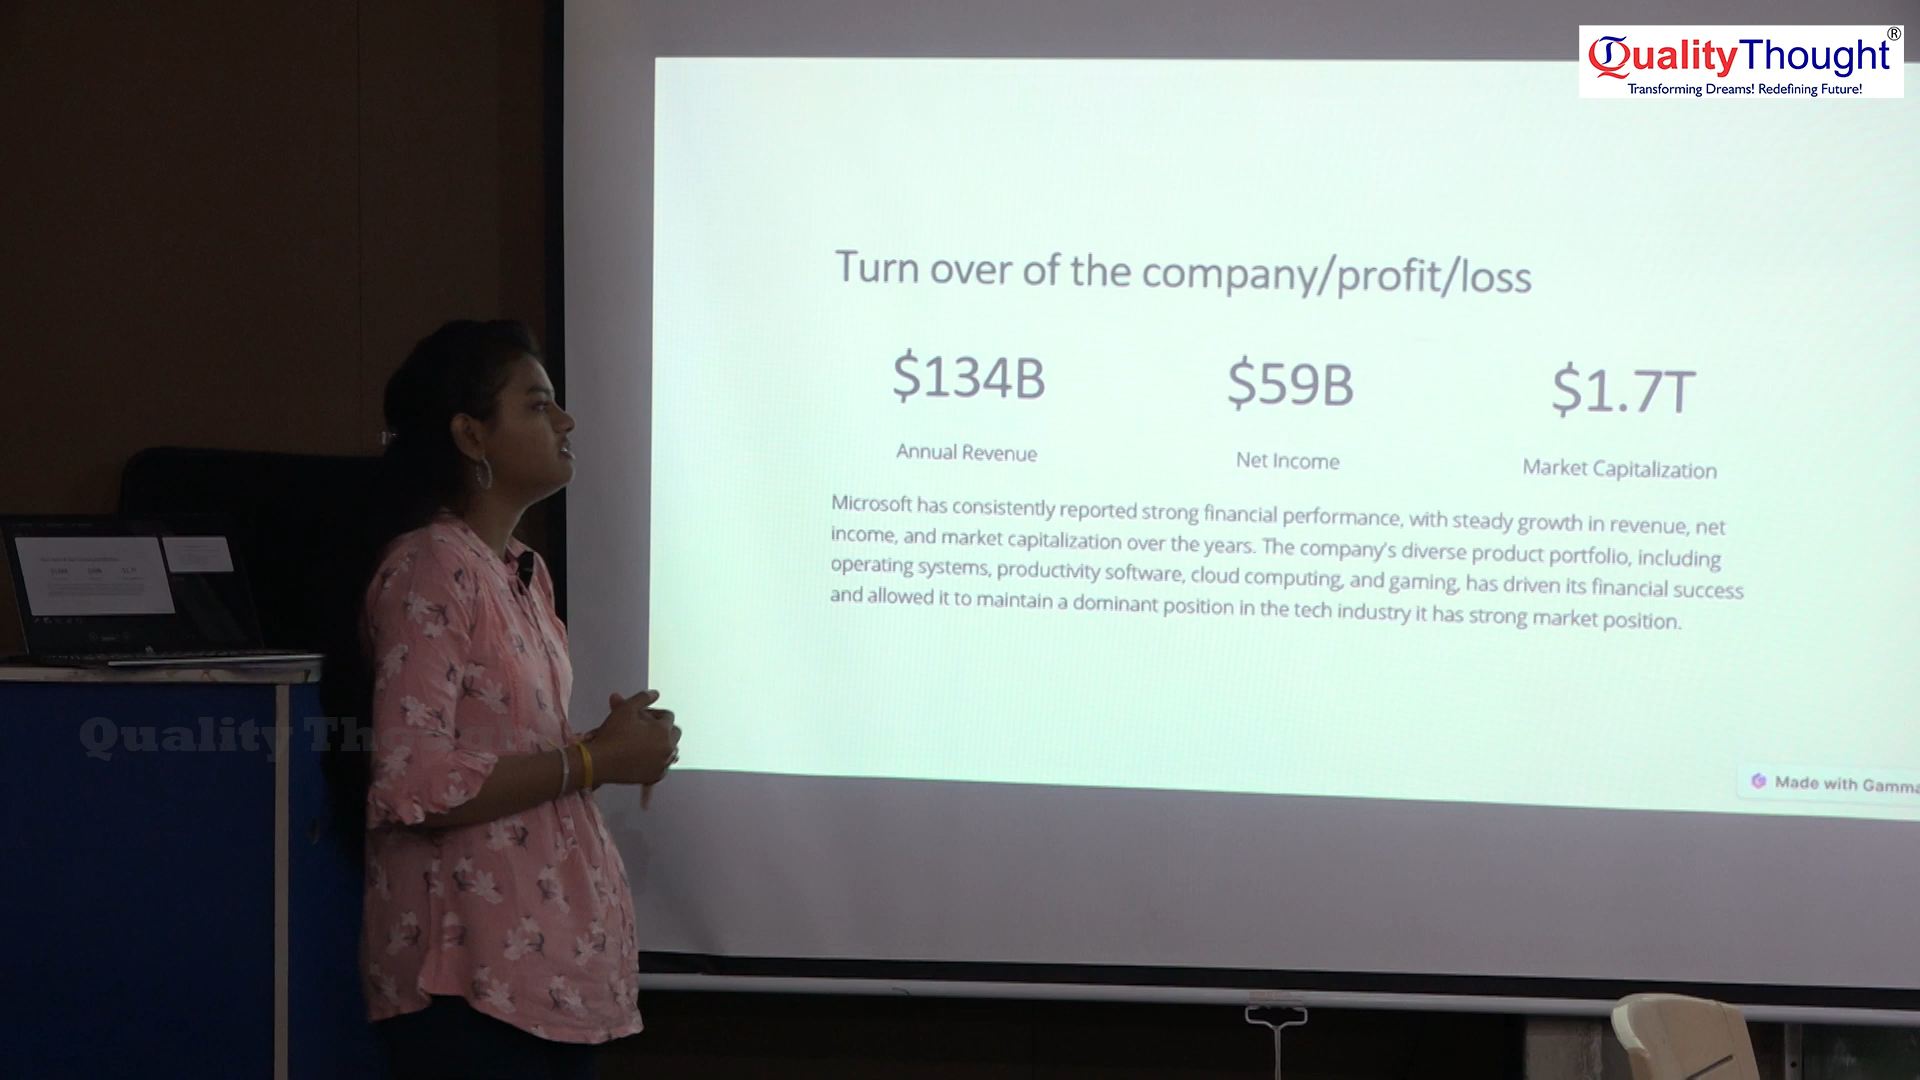 QualityThought®
Transforming Dreams! Redefining Future!
Turn over of the company/profit/loss
$134B
$59B
$1.7T
Annual Revenue
Net Income
Market Capitalization
Microsoft has consistently reported strong financial performance, with steady growth in revenue, net
income, and market capitalization over the years. The company's diverse product portfolio, including
operating systems, productivity software, cloud computing, and gaming, has driven its financial success
and allowed it to maintain a dominant position in the tech industry it has strong market position.
Quality Thought
Made with Gamma